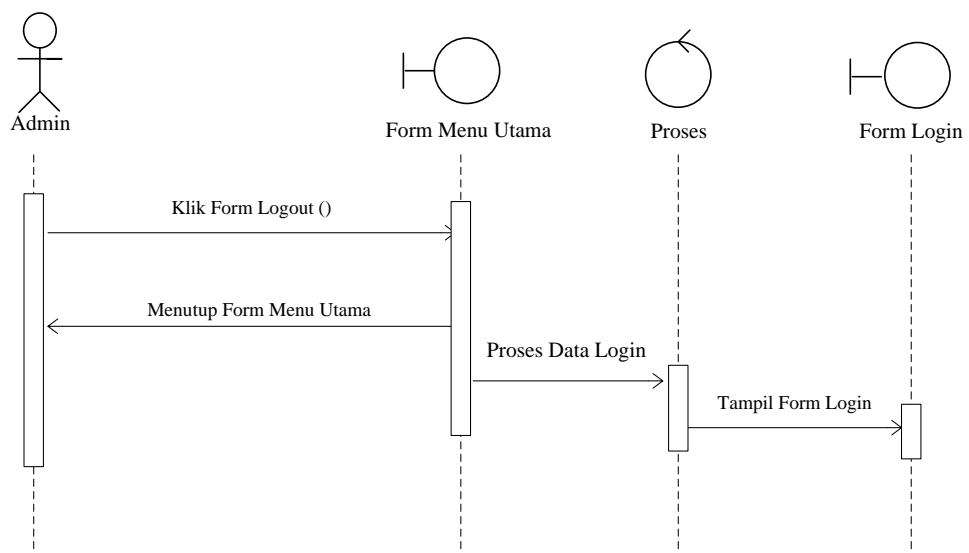 Admin
Form Menu Utama
Proses
Form Login
Klik Form Logout ()
Menutup Form Menu Utama
Proses Data Login
Tampil Form Login